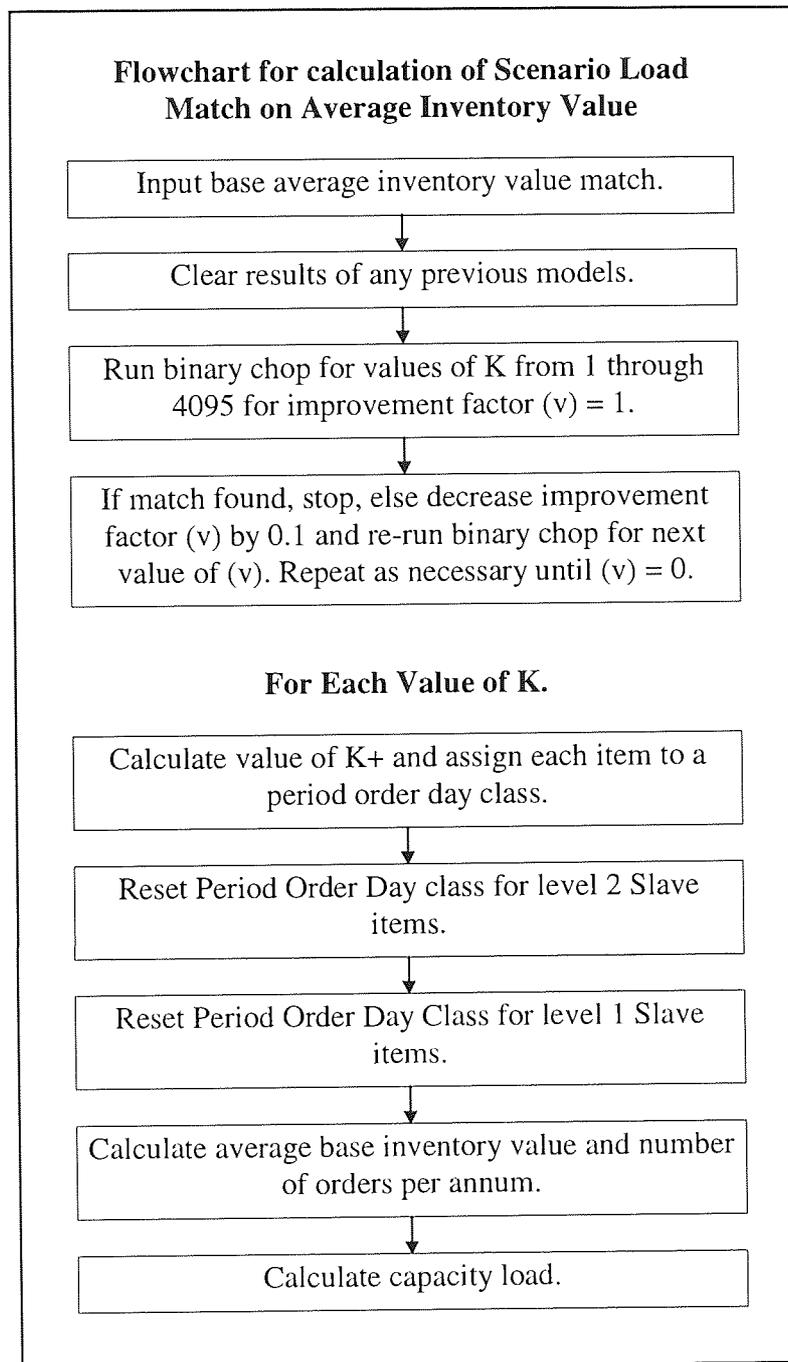 Flowchart for calculation of Scenario Load
Match on Average Inventory Value
Input base average inventory value match.
Clear results of any previous models.
Run binary chop for values of K from 1 through
4095 for improvement factor (v) = 1.
If match found, stop, else decrease improvement
factor (v) by 0.1 and re-run binary chop for next
value of (v). Repeat as necessary until (v) = 0.
For Each Value of K.
Calculate value of K+ and assign each item to a
period order day class.
Reset Period Order Day class for level 2 Slave
items.
Reset Period Order Day Class for level 1 Slave
items.
Calculate average base inventory value and number
of orders per annum.
Calculate capacity load.